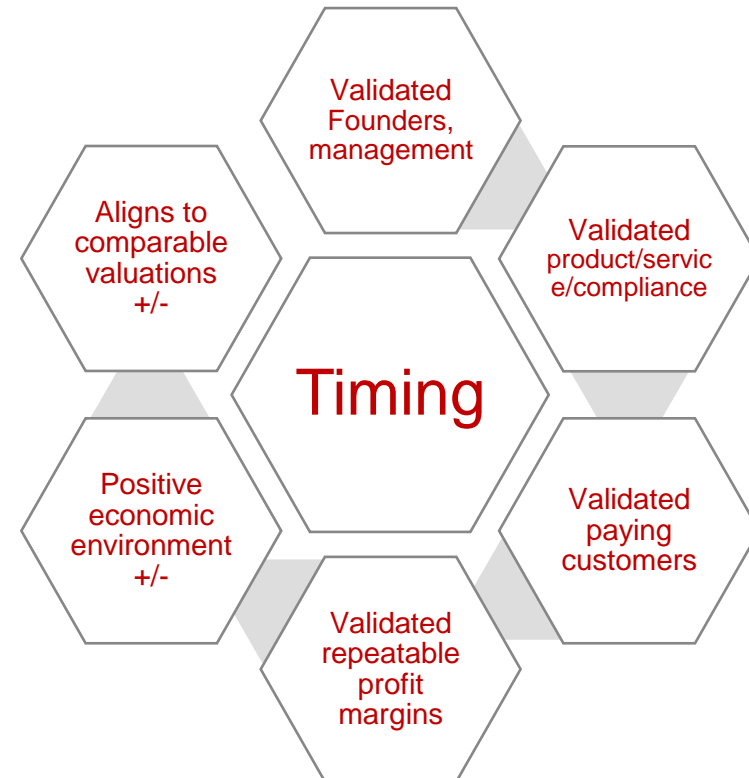 Validated
Founders,
management
Validated
product/servic
e/compliance
Validated
paying
customers
Validated
repeatable
profit
margins
Positive
economic
environment
+/-
Aligns to
comparable
valuations
+/-
Timing